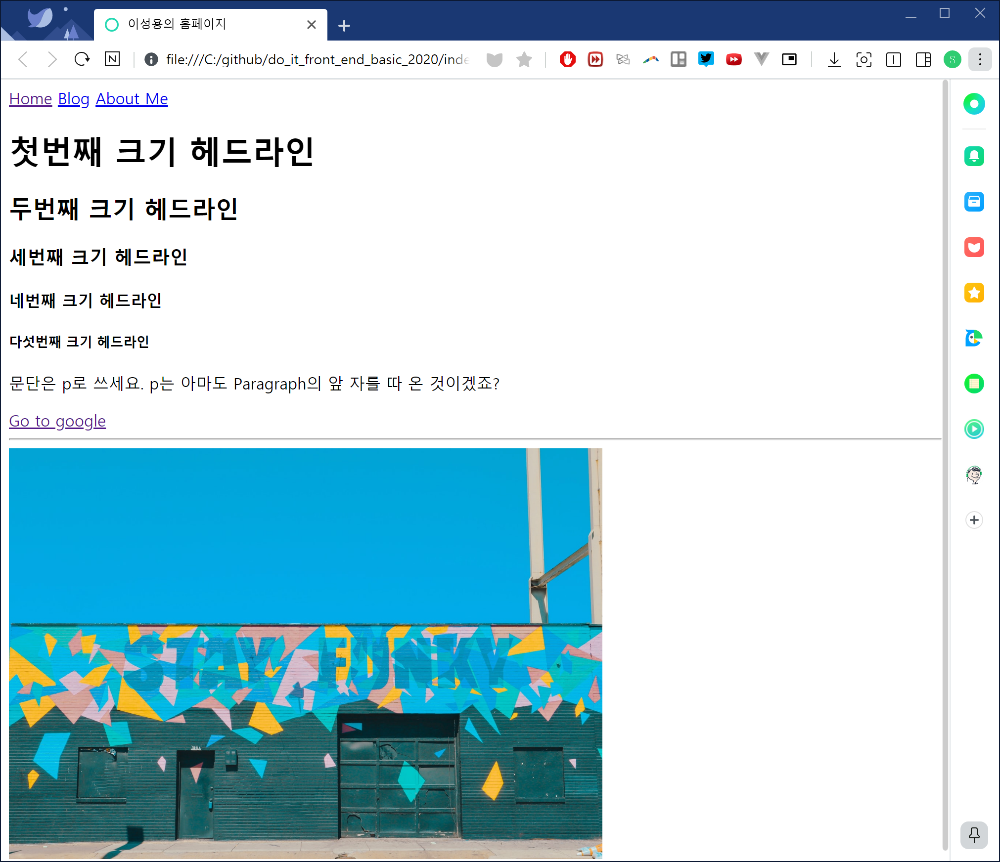 이성용의 홈페이지
N
file:///C:/github/do_it_front_end_basic_2020/inde
S
Home Blog About Me
첫번째 크기 헤드라인
두번째 크기 헤드라인
세번째 크기 헤드라인
네번째 크기 헤드라인
다섯번째 크기 헤드라인
문단은 p로 쓰세요. p는 아마도 Paragraph의 앞 자를 따 온 것이겠죠?
Go to google
STAY FUNKY
610